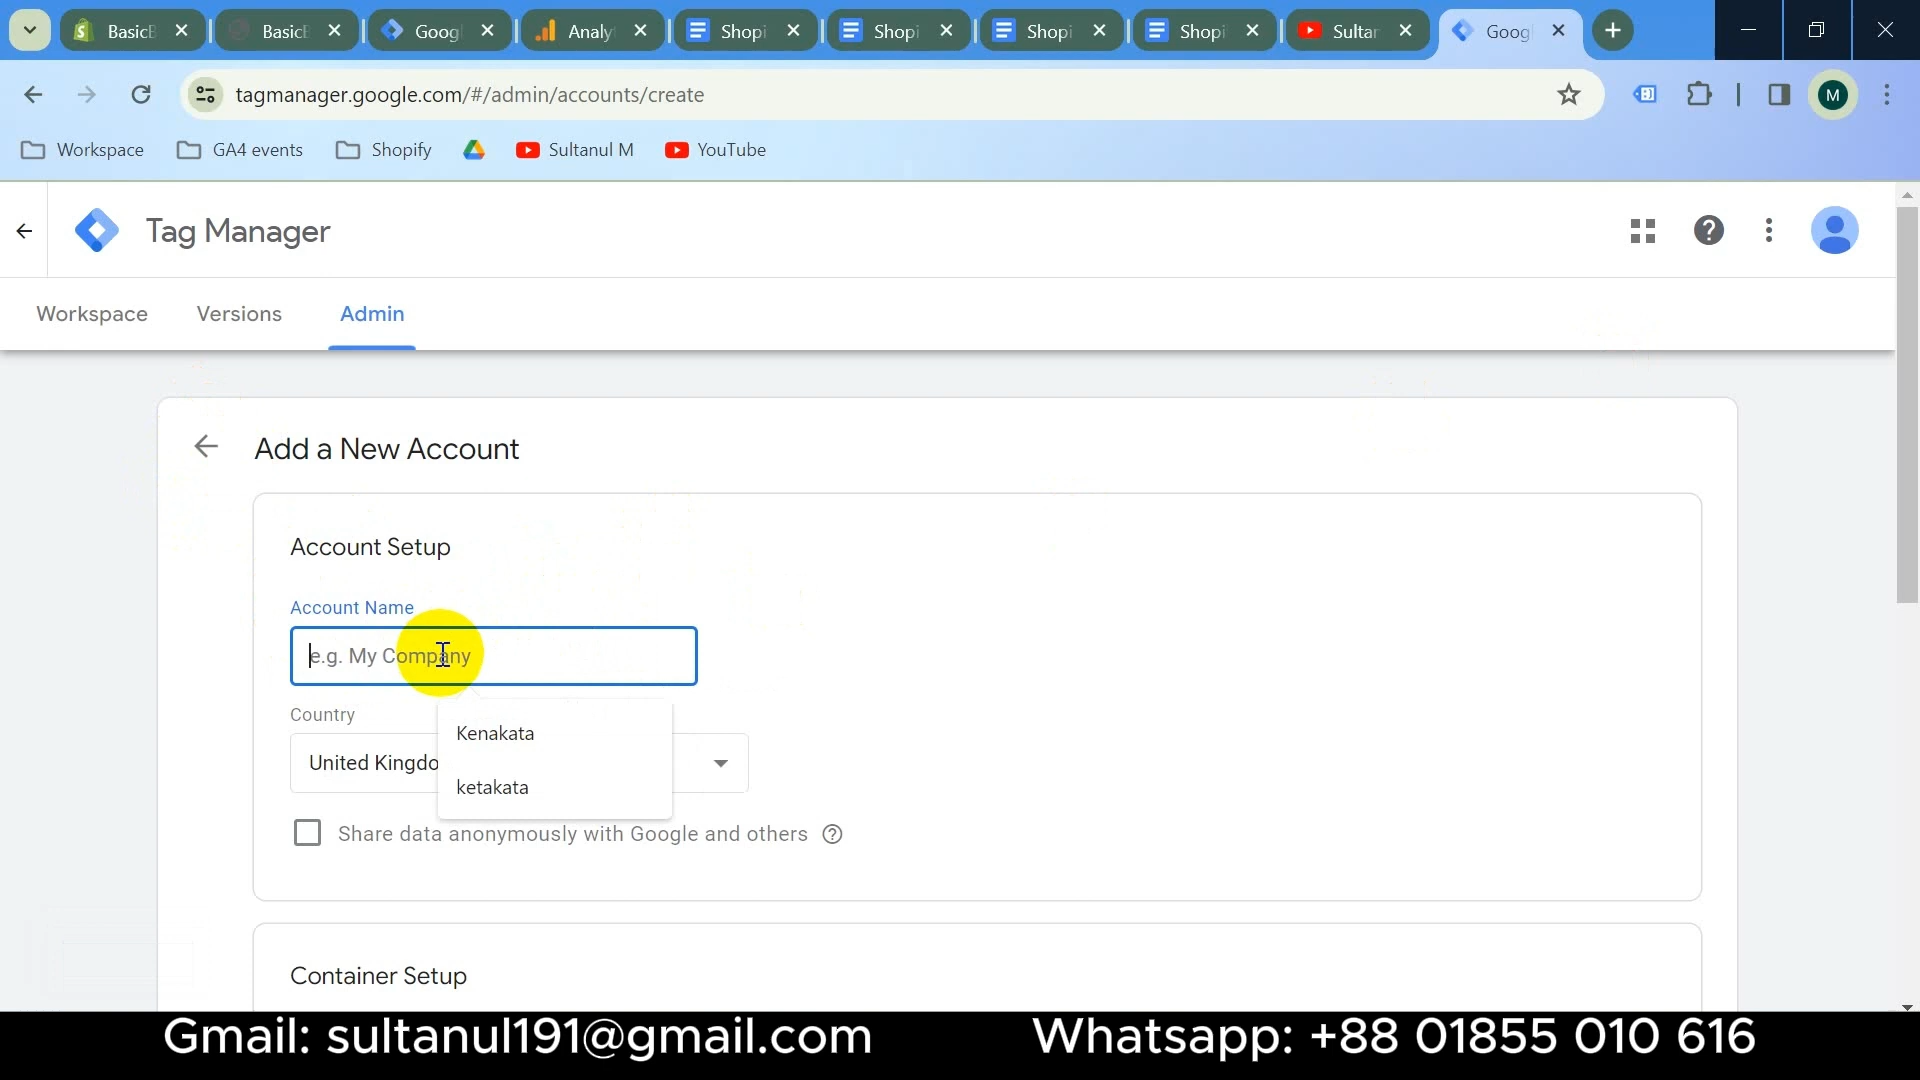 BasicB
Basic
Googl
Analy
Shopi
Shopi
Shopi
Shopi
Sultan
Goog
tagmanager.google.com/#/admin/accounts/create
M
Workspace
GA4 events
Shopify
Sultanul M
YouTube
Tag Manager
Workspace
Versions
Admin
Add a New Account
Account Setup
Account Name
e.g. My Company
Country
Kenakata
United Kingdo
ketakata
Share data anonymously with Google and others
Container Setup
Gmail: sultanul191@gmail.com
Whatsapp: +88 01855 010 616